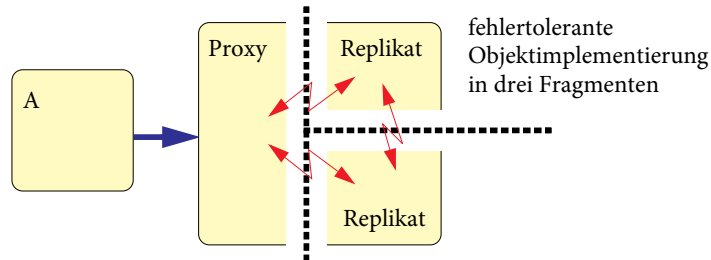 A
Proxy
Replikat
Replikat
fehlertolerante
Objektimplementierung
in drei Fragmenten